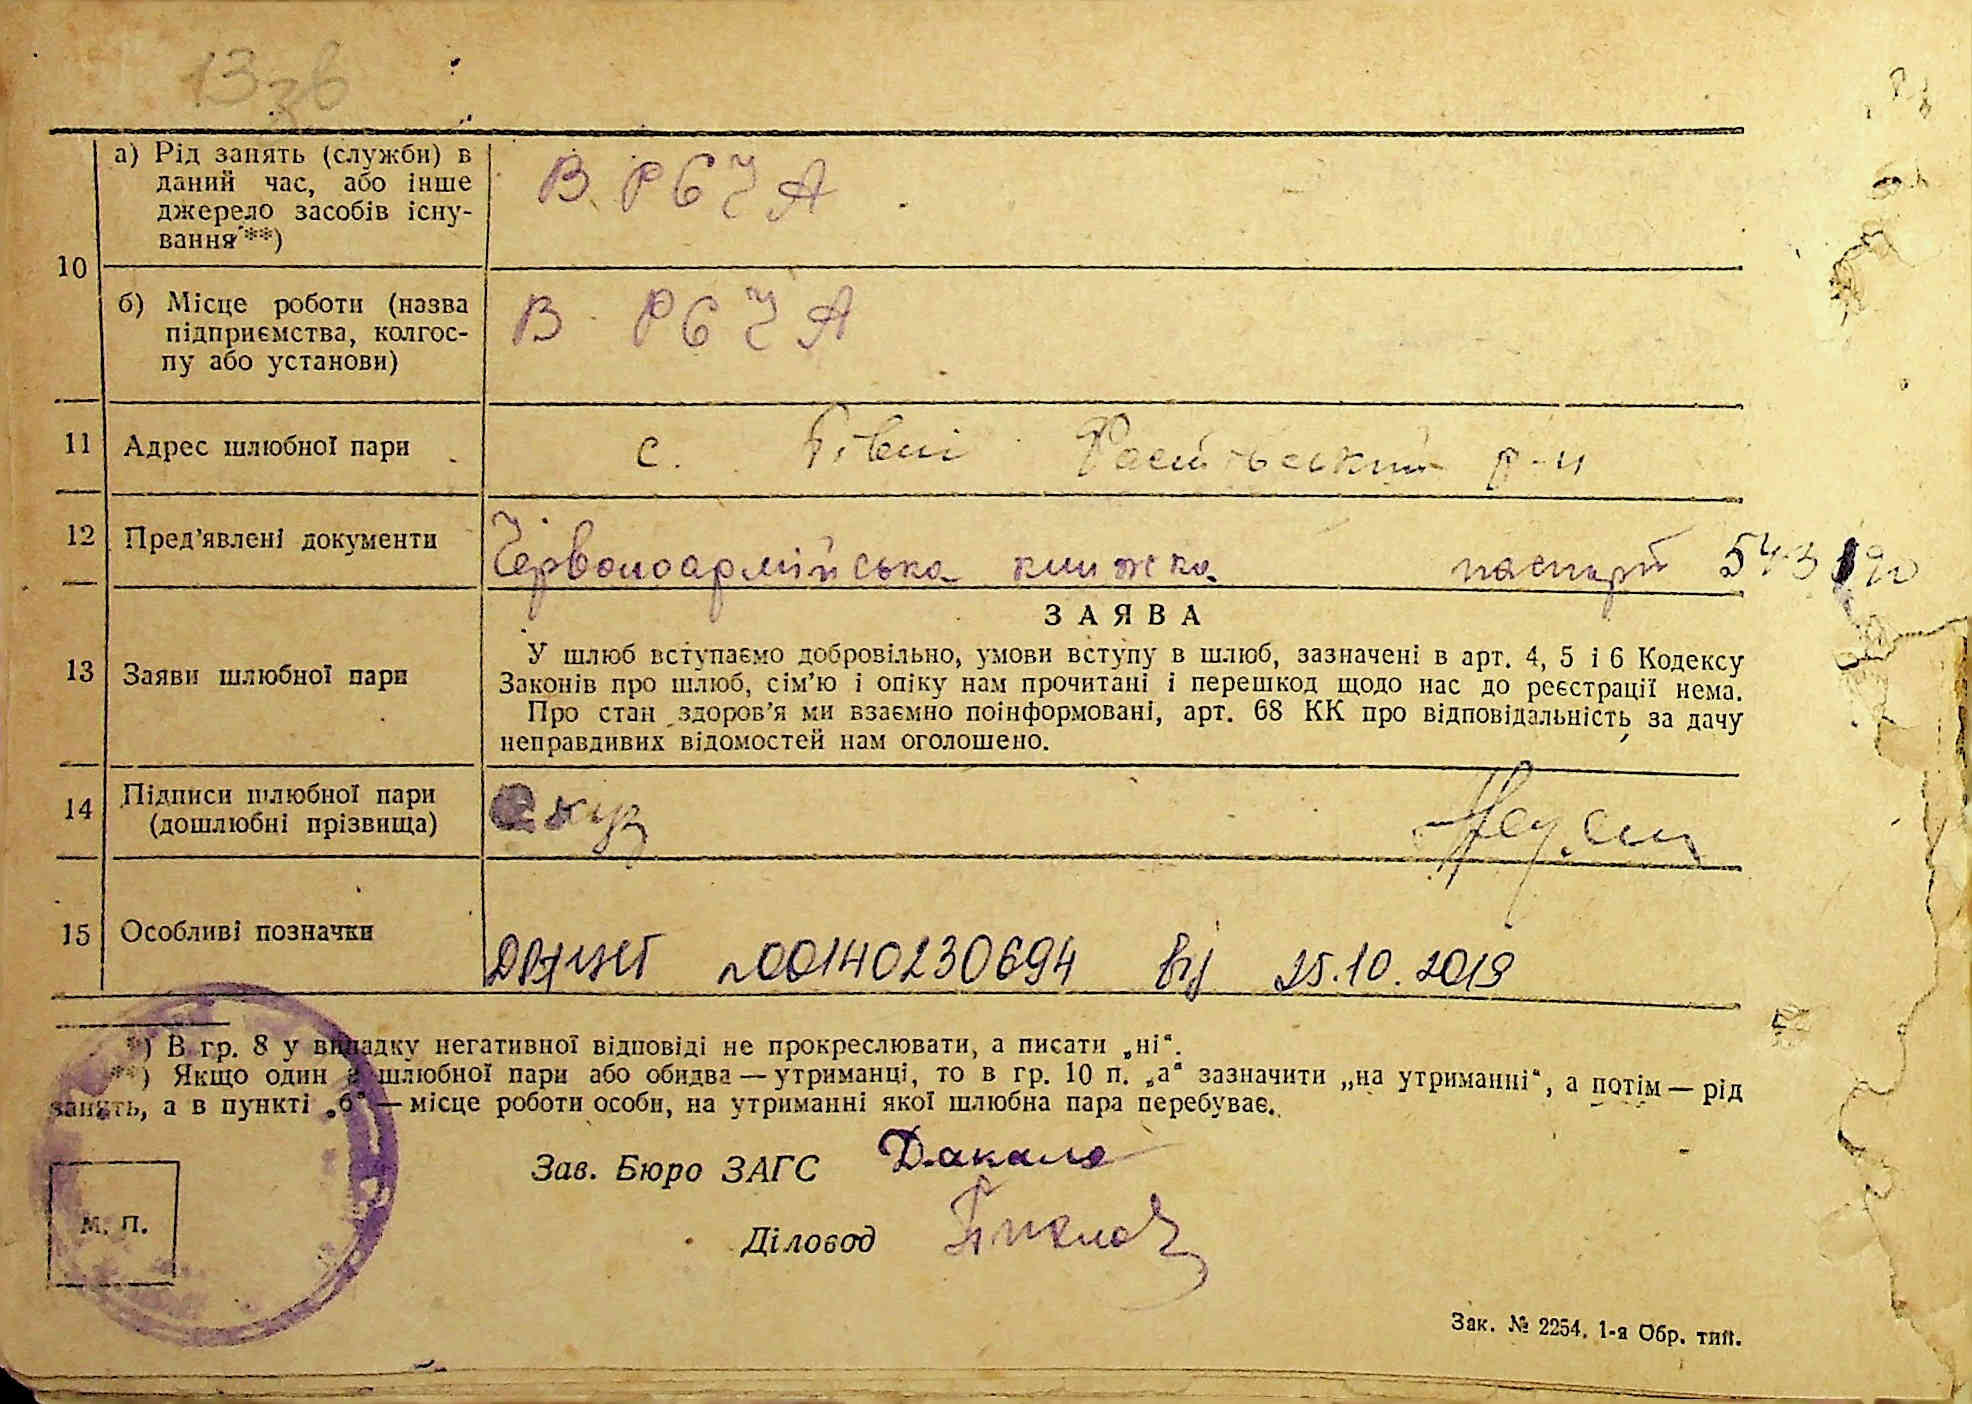 13зв
а) Рід занять (служби) в
даний час, або інше
джерело засобів існу-
вання**)
В РСЧА
10
б) Місце роботи (назва
підприємства, колгос-
пу або установи)
В РСЧА
11 Адрес шлюбної пари с. Рівні р-н
12 Пред'явлені документи Червоноармійська книжка паспорт
ЗАЯВА
13 Заяви шлюбної пари
У шлюб вступаємо добровільно, умови вступу в шлюб, зазначені в арт. 4, 5 і 6 Кодексу
Законів про шлюб, сім'ю і опіку нам прочитані і перешкод щодо нас до реєстрації нема.
Про стан здоров'я ми взаємно поінформовані, арт. 68 КК про відповідальність за дачу
неправдивих відомостей нам оголошено.
14 Підписи шлюбної пари
(дошлюбні прізвища)
15 Особливі позначки
№00140230694 від 25.10.2019
*) В гр. 8 у випадку негативної відповіді не прокреслювати, а писати „ні“.
**) Якщо один з шлюбної пари або обидва — утриманці, то в гр. 10 п. „а“ зазначити „на утриманні“, а потім — рід
занять, а в пункті „б“ — місце роботи особи, на утриманні якої шлюбна пара перебуває.
Зав. Бюро ЗАГС
Діловод
М. П.
Зак. № 2254. 1-я Обр. тип.